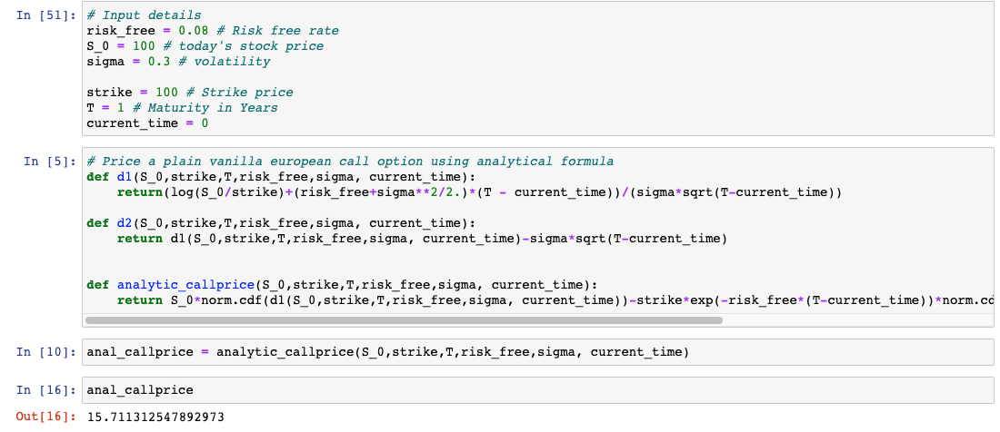 In [51]: # Input details
risk_free = 0.08 # Risk free rate
S_0 = 100 # today's stock price
sigma = 0.3 # volatility
strike = 100 # Strike price
T = 1 # Maturity in Years
current_time = 0
In [5]: # Price a plain vanilla european call option using analytical formula
def d1(S_0,strike,T,risk_free,sigma, current_time):
    return(log(S_0/strike)+(risk_free+sigma**2/2.)*(T - current_time))/(sigma*sqrt(T-current_time))
def d2(S_0,strike,T,risk_free,sigma, current_time):
    return d1(S_0,strike,T,risk_free,sigma, current_time)-sigma*sqrt(T-current_time)
def analytic_callprice(S_0,strike,T,risk_free,sigma, current_time):
    return S_0*norm.cdf(d1(S_0,strike,T,risk_free,sigma, current_time))-strike*exp(-risk_free*(T-current_time))*norm.cd
In [10]: anal_callprice = analytic_callprice(S_0,strike,T,risk_free,sigma, current_time)
In [16]: anal_callprice
Out[16]: 15.711312547892973